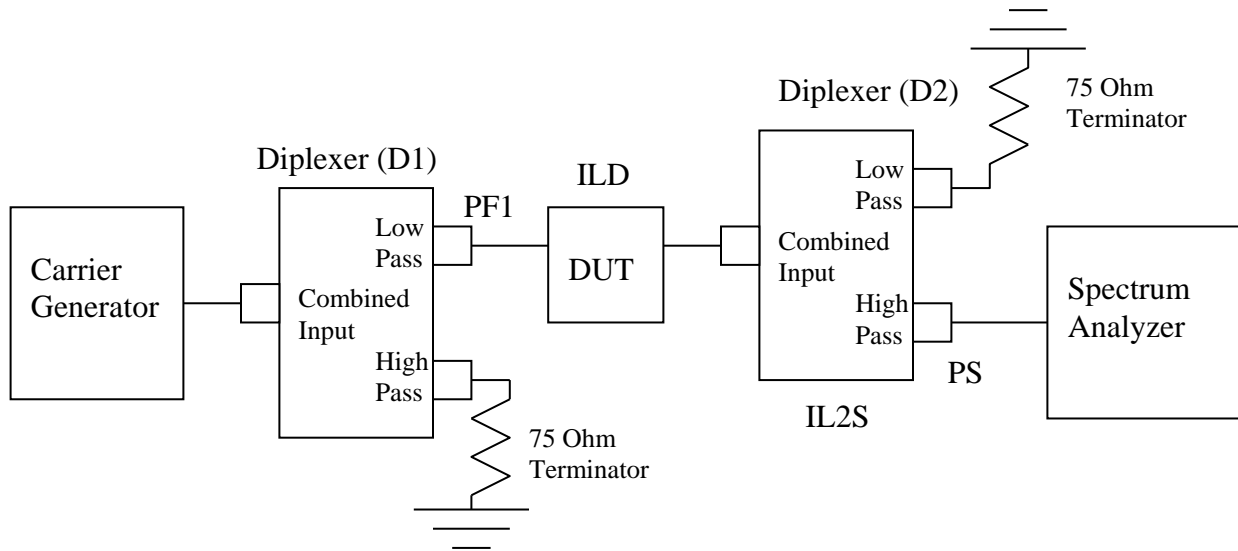 Carrier
Generator
Diplexer (D1)
Combined
Input
Low
Pass
High
Pass
PF1
75 Ohm
Terminator
ILD
DUT
Diplexer (D2)
Combined
Input
Low
Pass
High
Pass
IL2S
75 Ohm
Terminator
PS
Spectrum
Analyzer